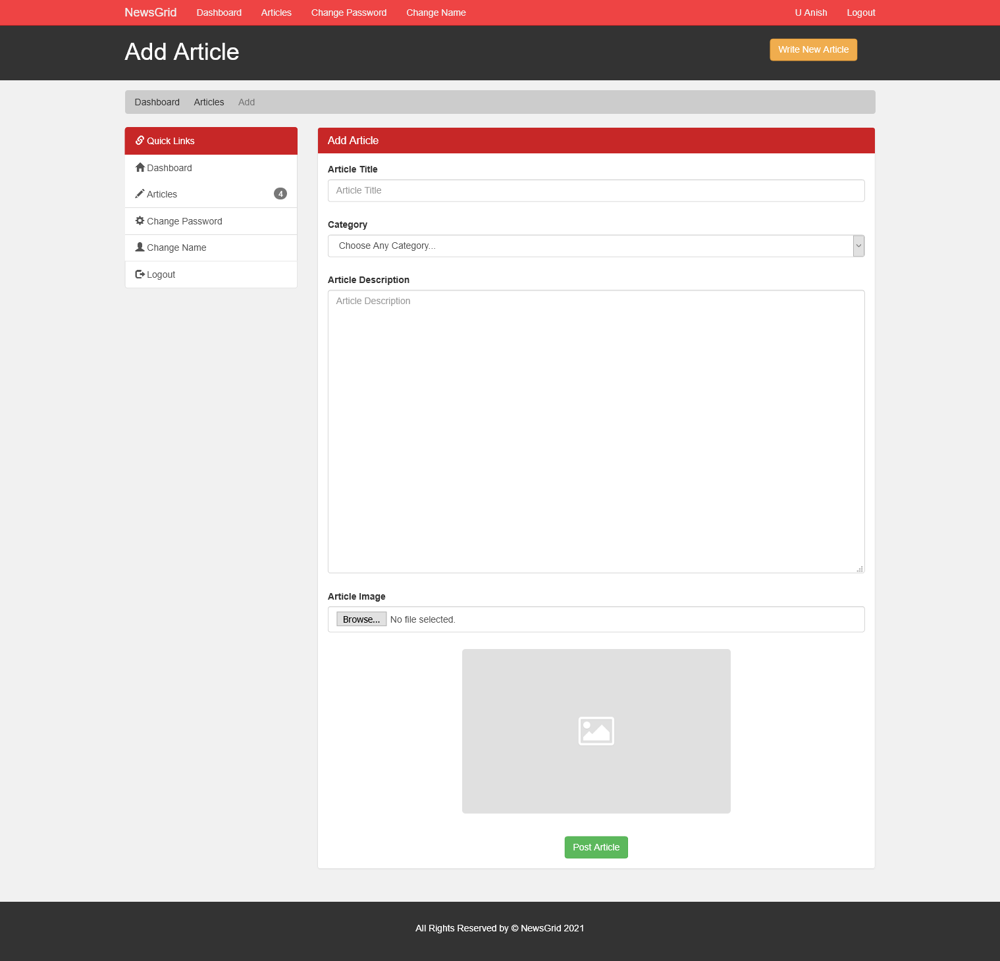 NewsGrid Dashboard Articles Change Password Change Name U Anish Logout
Add Article Write New Article
Dashboard Articles Add
Quick Links
Dashboard
Articles 4
Change Password
Change Name
Logout
Add Article
Article Title
Article Title
Category
Choose Any Category...
Article Description
Article Description
Article Image
Browse... No file selected.
Post Article
All Rights Reserved by © NewsGrid 2021